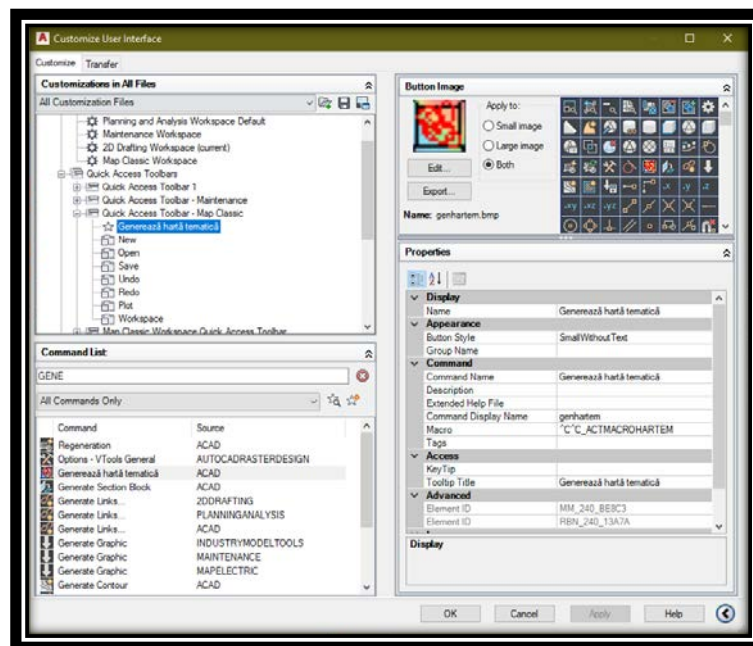 Customize User Interface
Customize Transfer
Customizations in All Files
All Customization Files
Planning and Analysis Workspace Default
Maintenance Workspace
2D Drafting Workspace (current)
Map Classic Workspace
Quick Access Toolbars
Quick Access Toolbar 1
Quick Access Toolbar - Maintenance
Quick Access Toolbar - Map Classic
Generează hartă tematică
New
Open
Save
Undo
Redo
Plot
Workspace
Map Classic Workspace Quick Access Toolbar
Command List:
GENE
All Commands Only
Command Source
Regeneration ACAD
Options - VTools General AUTOCADRASTERDESIGN
Generează hartă tematică ACAD
Generate Section Block ACAD
Generate Links... 2DDRAFTING
Generate Links... PLANNINGANALYSIS
Generate Links... ACAD
Generate Graphic INDUSTRYMODELTOOLS
Generate Graphic MAINTENANCE
Generate Graphic MAPELECTRIC
Generate Contour ACAD
Button Image
Apply to:
Small image
Large image
Both
Edit...
Export...
Name: genhartem.bmp
Properties
Display
Name Generează hartă tematică
Appearance
Button Style SmallWithoutText
Group Name
Command
Command Name Generează hartă tematică
Description
Extended Help File
Command Display Name genhartem
Macro ^C^C_ACTMACROHARTEM
Tags
Access
KeyTip
Tooltip Title Generează hartă tematică
Advanced
Element ID MM_240_BE8C3
Element ID RBN_240_13A7A
Display
OK Cancel Apply Help